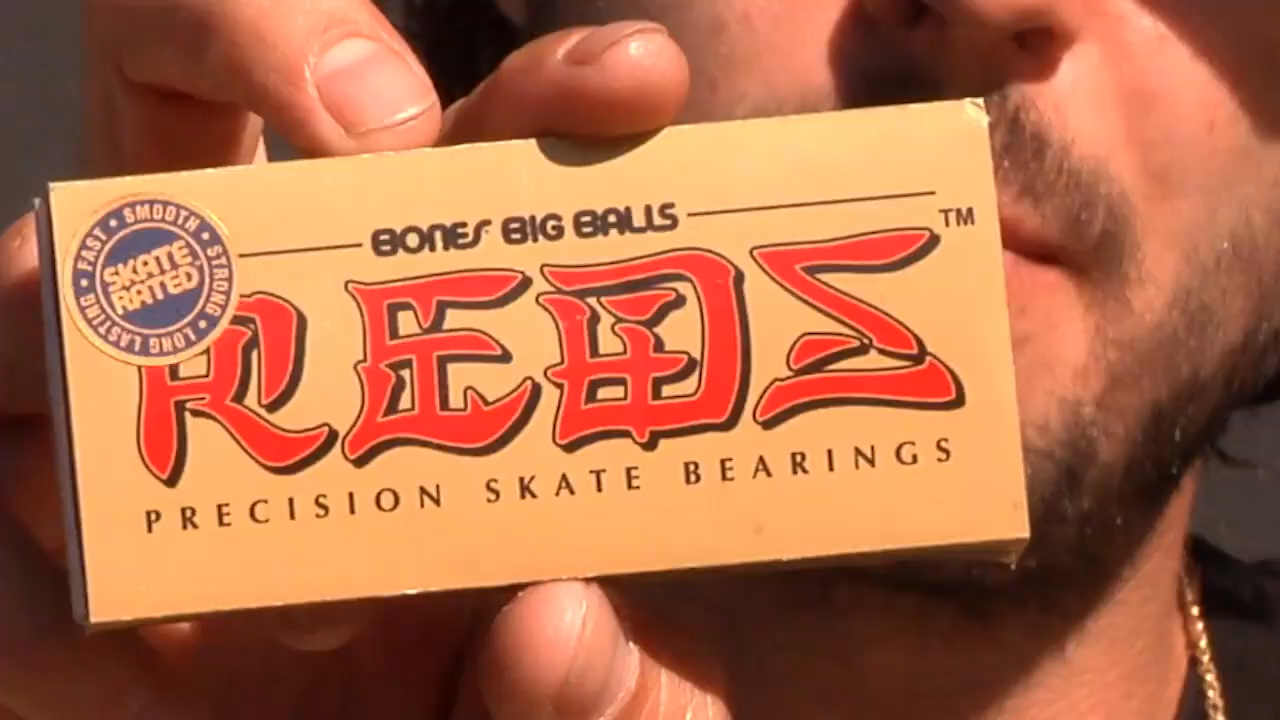 BONES BIG BALLS
REDS™
PRECISION SKATE BEARINGS
SKATE
RATED
FAST • SMOOTH • STRONG • LONG LASTING •